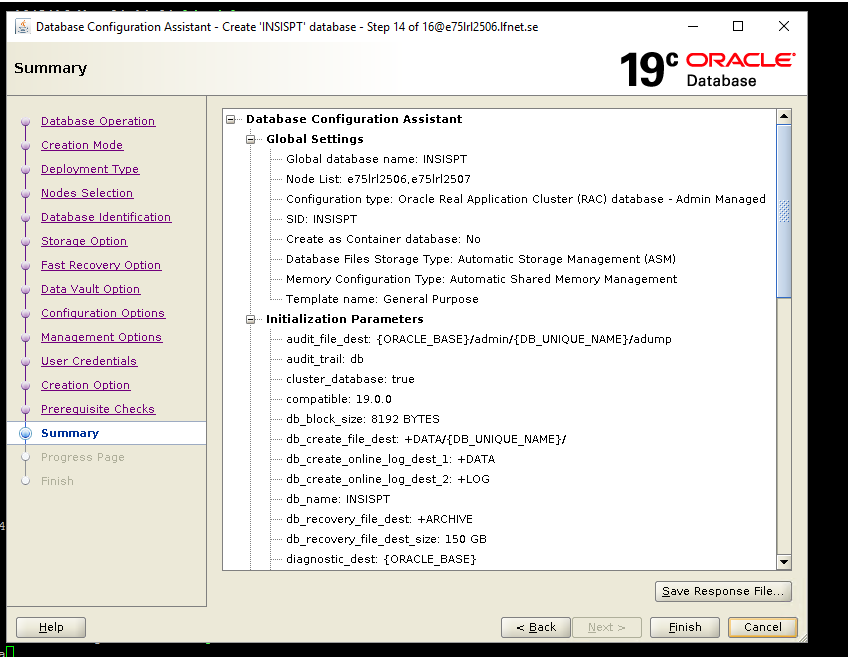 Database Configuration Assistant - Create 'INSISPT' database - Step 14 of 16@e75lrl2506.lfnet.se
Summary
19c ORACLE
Database
Database Operation
Creation Mode
Deployment Type
Nodes Selection
Database Identification
Storage Option
Fast Recovery Option
Data Vault Option
Configuration Options
Management Options
User Credentials
Creation Option
Prerequisite Checks
Summary
Progress Page
Finish
Database Configuration Assistant
Global Settings
Global database name: INSISPT
Node List: e75lrl2506,e75lrl2507
Configuration type: Oracle Real Application Cluster (RAC) database - Admin Managed
SID: INSISPT
Create as Container database: No
Database Files Storage Type: Automatic Storage Management (ASM)
Memory Configuration Type: Automatic Shared Memory Management
Template name: General Purpose
Initialization Parameters
audit_file_dest: {ORACLE_BASE}/admin/{DB_UNIQUE_NAME}/adump
audit_trail: db
cluster_database: true
compatible: 19.0.0
db_block_size: 8192 BYTES
db_create_file_dest: +DATA/{DB_UNIQUE_NAME}/
db_create_online_log_dest_1: +DATA
db_create_online_log_dest_2: +LOG
db_name: INSISPT
db_recovery_file_dest: +ARCHIVE
db_recovery_file_dest_size: 150 GB
diagnostic_dest: {ORACLE_BASE}
Save Response File...
Help
< Back
Next >
Finish
Cancel